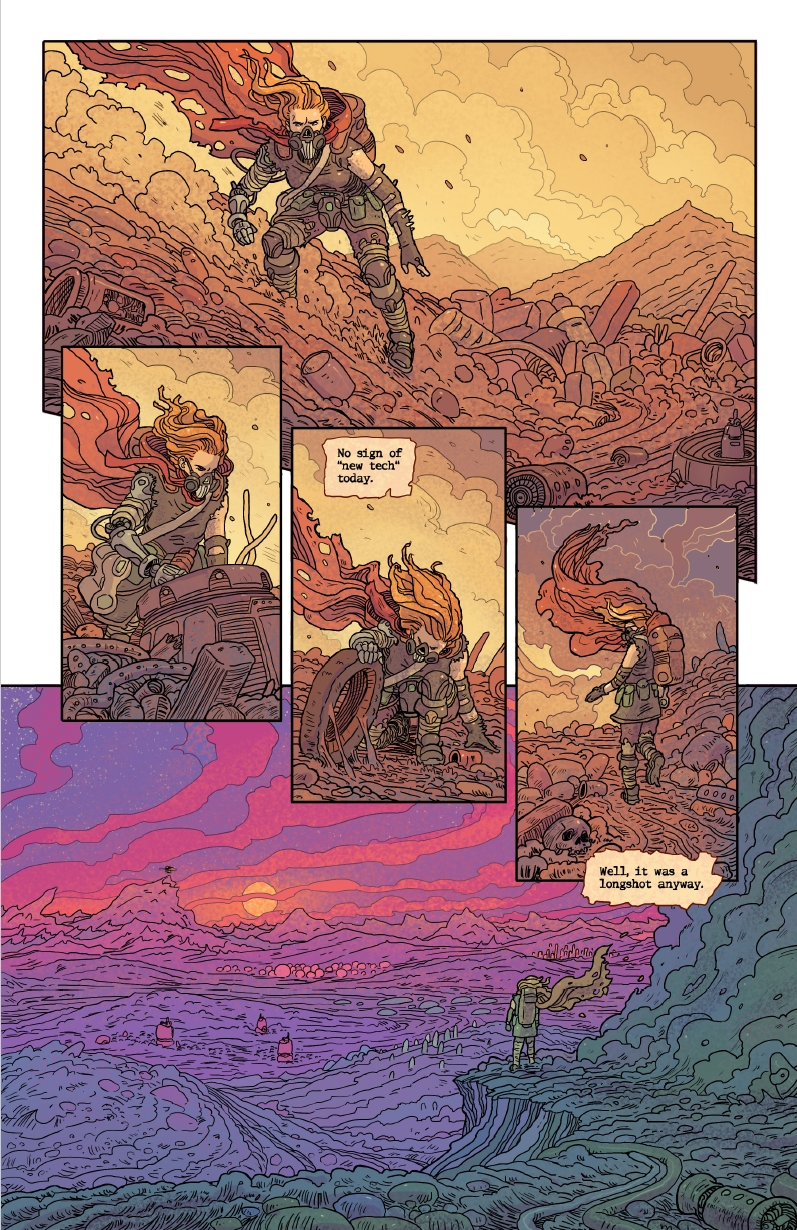 No sign of
"new tech"
today.
Well, it was a
longshot anyway.